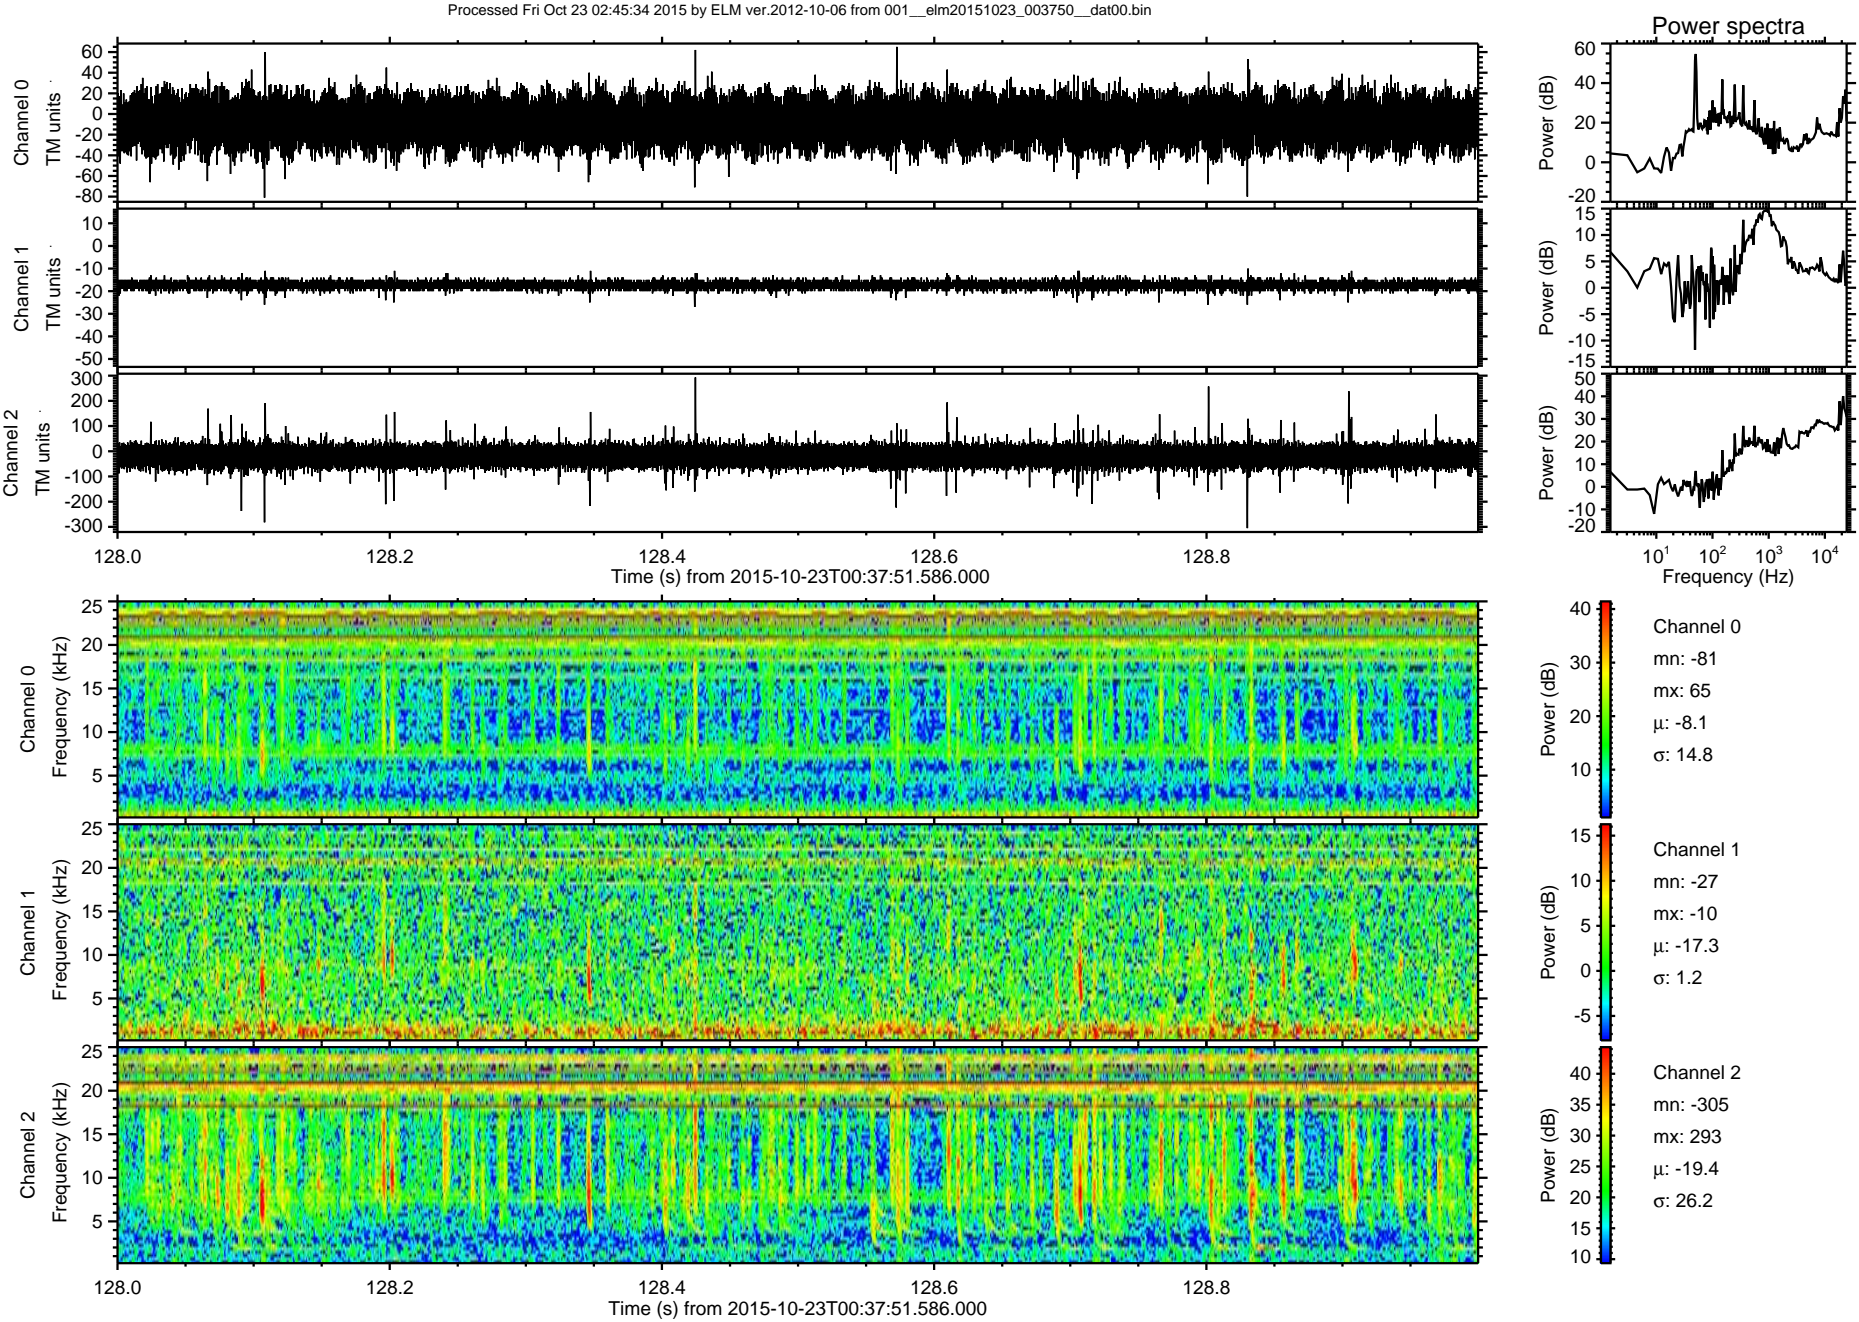 Processed Fri Oct 23 02:45:34 2015 by ELM ver.2012-10-06 from 001__elm20151023_003750__dat00.bin
Power spectra
Channel 0
TM units
60
40
20
0
-20
-40
-60
-80
Power (dB)
60
40
20
0
-20
Channel 1
TM units
10
0
-10
-20
-30
-40
-50
Power (dB)
15
10
5
0
-5
-10
-15
Channel 2
TM units
300
200
100
0
-100
-200
-300
Power (dB)
50
40
30
20
10
0
-10
-20
128.0 128.2 128.4 128.6 128.8
Time (s) from 2015-10-23T00:37:51.586.000
10¹ 10² 10³ 10⁴
Frequency (Hz)
Channel 0
Frequency (kHz)
25
20
15
10
5
Power (dB)
40
30
20
10
Channel 0
mn: -81
mx: 65
µ: -8.1
σ: 14.8
Channel 1
Frequency (kHz)
25
20
15
10
5
Power (dB)
15
10
5
0
-5
Channel 1
mn: -27
mx: -10
µ: -17.3
σ: 1.2
Channel 2
Frequency (kHz)
25
20
15
10
5
Power (dB)
40
35
30
25
20
15
10
Channel 2
mn: -305
mx: 293
µ: -19.4
σ: 26.2
128.0 128.2 128.4 128.6 128.8
Time (s) from 2015-10-23T00:37:51.586.000